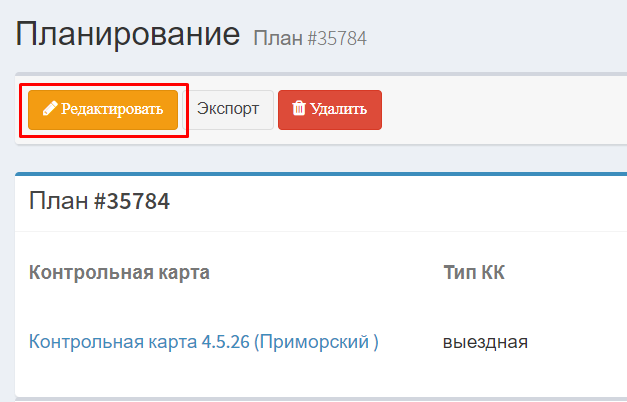 Планирование План #35784
Редактировать Экспорт Удалить
План #35784
Контрольная карта Тип КК
Контрольная карта 4.5.26 (Приморский ) выездная